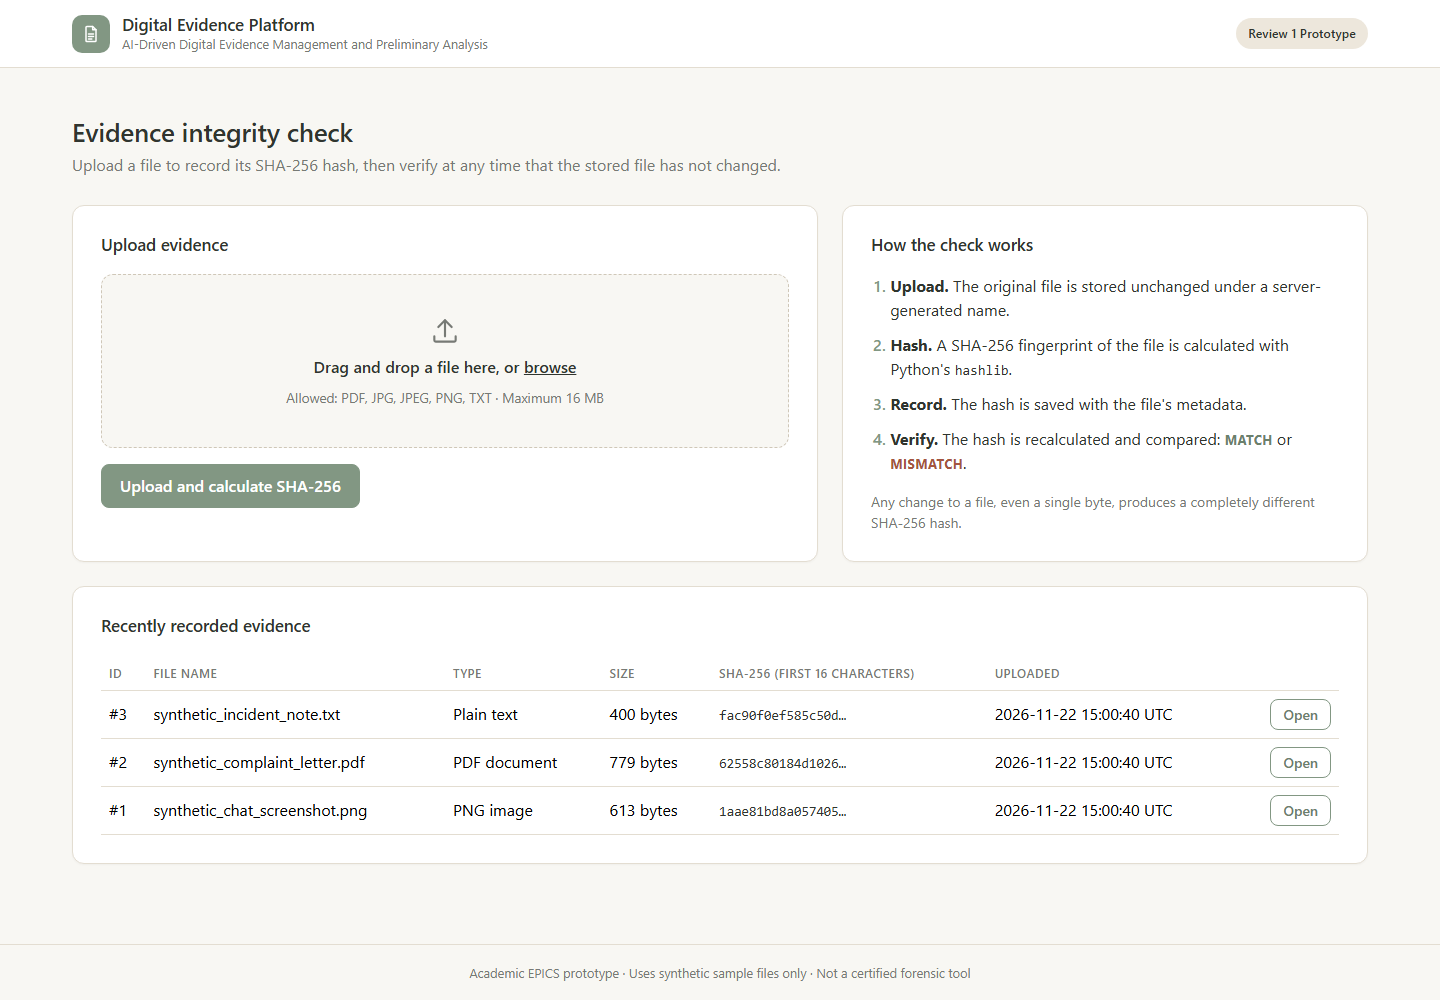 Digital Evidence Platform
AI-Driven Digital Evidence Management and Preliminary Analysis
Review 1 Prototype
Evidence integrity check
Upload a file to record its SHA-256 hash, then verify at any time that the stored file has not changed.
Upload evidence
Drag and drop a file here, or browse
Allowed: PDF, JPG, JPEG, PNG, TXT · Maximum 16 MB
Upload and calculate SHA-256
How the check works
1. Upload. The original file is stored unchanged under a server-
generated name.
2. Hash. A SHA-256 fingerprint of the file is calculated with
Python's hashlib.
3. Record. The hash is saved with the file's metadata.
4. Verify. The hash is recalculated and compared: MATCH or
MISMATCH.
Any change to a file, even a single byte, produces a completely different
SHA-256 hash.
Recently recorded evidence
ID FILE NAME TYPE SIZE SHA-256 (FIRST 16 CHARACTERS) UPLOADED
#3 synthetic_incident_note.txt Plain text 400 bytes fac90f0ef585c50d… 2026-11-22 15:00:40 UTC Open
#2 synthetic_complaint_letter.pdf PDF document 779 bytes 62558c80184d1026… 2026-11-22 15:00:40 UTC Open
#1 synthetic_chat_screenshot.png PNG image 613 bytes 1aae81bd8a057405… 2026-11-22 15:00:40 UTC Open
Academic EPICS prototype · Uses synthetic sample files only · Not a certified forensic tool